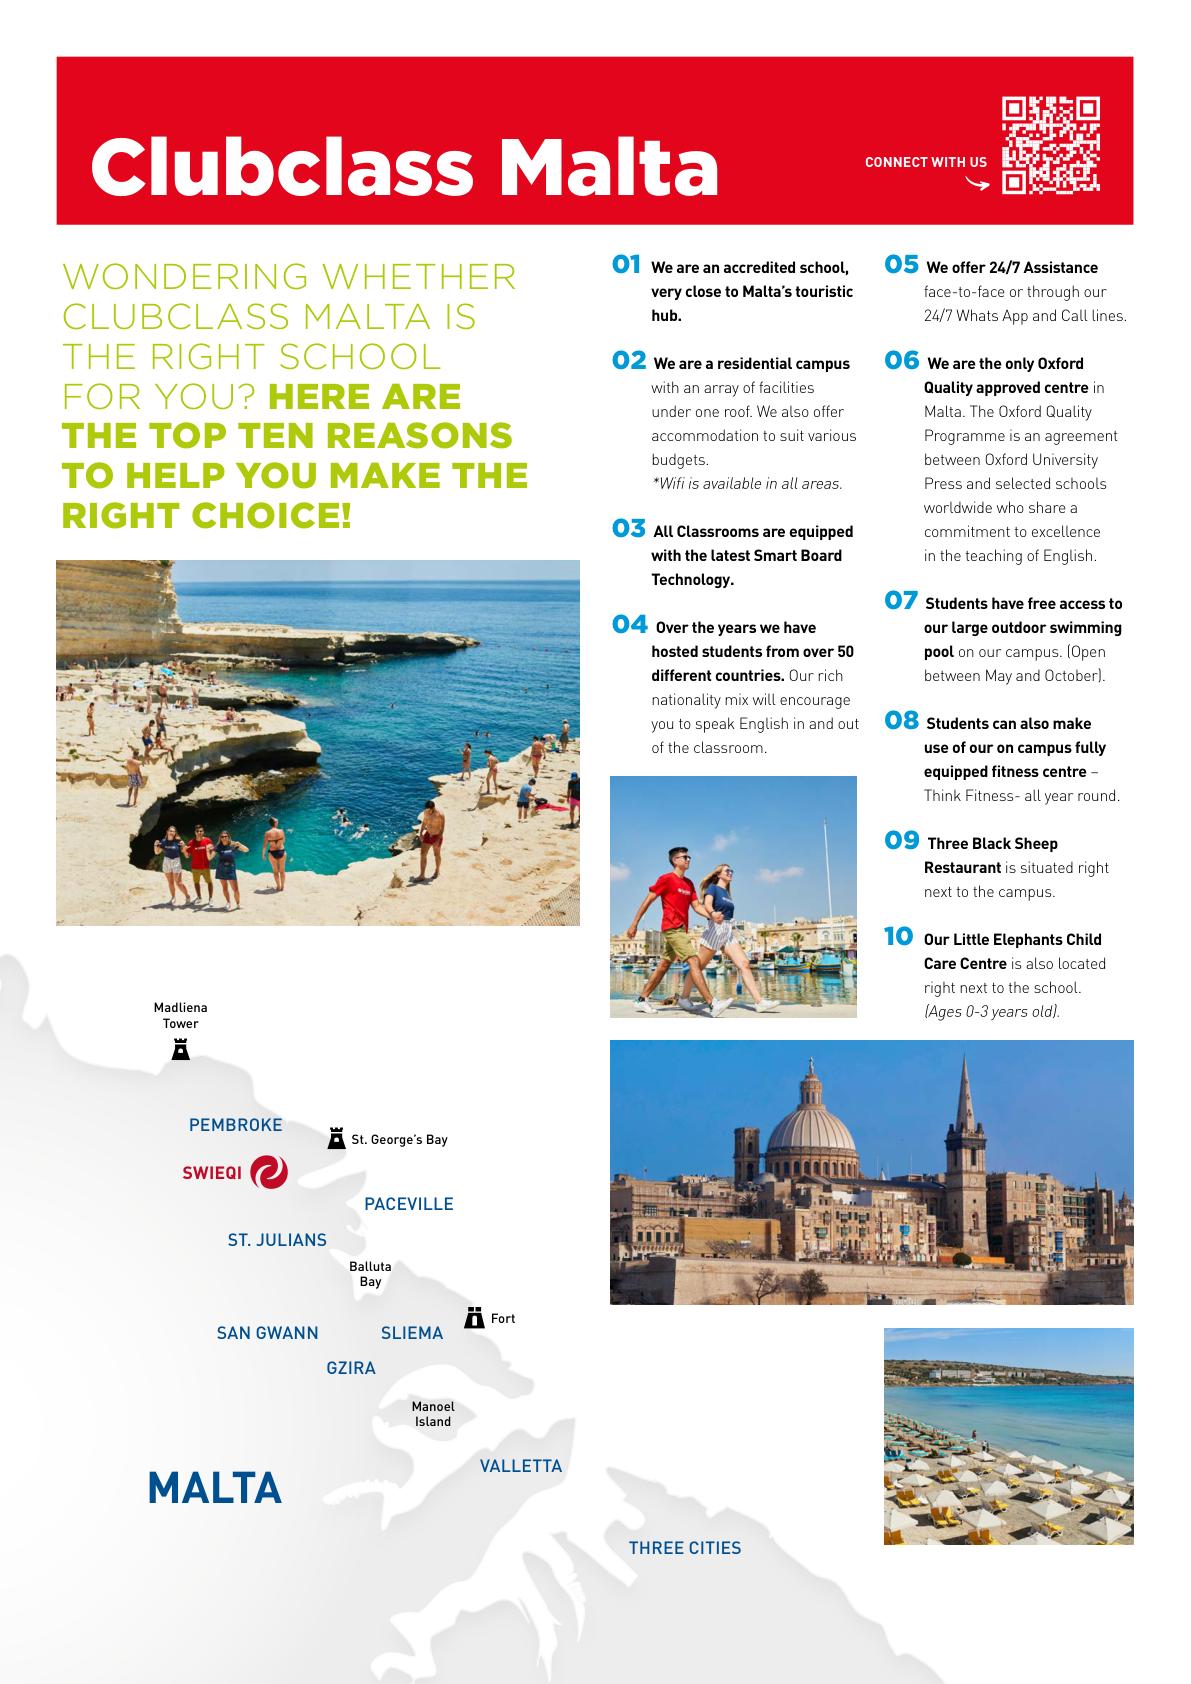 Clubclass Malta
CONNECT WITH US
WONDERING WHETHER
CLUBCLASS MALTA IS
THE RIGHT SCHOOL
FOR YOU? HERE ARE
THE TOP TEN REASONS
TO HELP YOU MAKE THE
RIGHT CHOICE!
01 We are an accredited school,
very close to Malta's touristic
hub.
02 We are a residential campus
with an array of facilities
under one roof. We also offer
accommodation to suit various
budgets.
*Wifi is available in all areas.
03 All Classrooms are equipped
with the latest Smart Board
Technology.
04 Over the years we have
hosted students from over 50
different countries. Our rich
nationality mix will encourage
you to speak English in and out
of the classroom.
05 We offer 24/7 Assistance
face-to-face or through our
24/7 Whats App and Call lines.
06 We are the only Oxford
Quality approved centre in
Malta. The Oxford Quality
Programme is an agreement
between Oxford University
Press and selected schools
worldwide who share a
commitment to excellence
in the teaching of English.
07 Students have free access to
our large outdoor swimming
pool on our campus. (Open
between May and October).
08 Students can also make
use of our on campus fully
equipped fitness centre –
Think Fitness- all year round.
09 Three Black Sheep
Restaurant is situated right
next to the campus.
10 Our Little Elephants Child
Care Centre is also located
right next to the school.
(Ages 0-3 years old).
Madliena
Tower
PEMBROKE
St. George's Bay
SWIEQI
PACEVILLE
ST. JULIANS
Balluta
Bay
Fort
SAN GWANN
SLIEMA
GZIRA
Manoel
Island
VALLETTA
MALTA
THREE CITIES